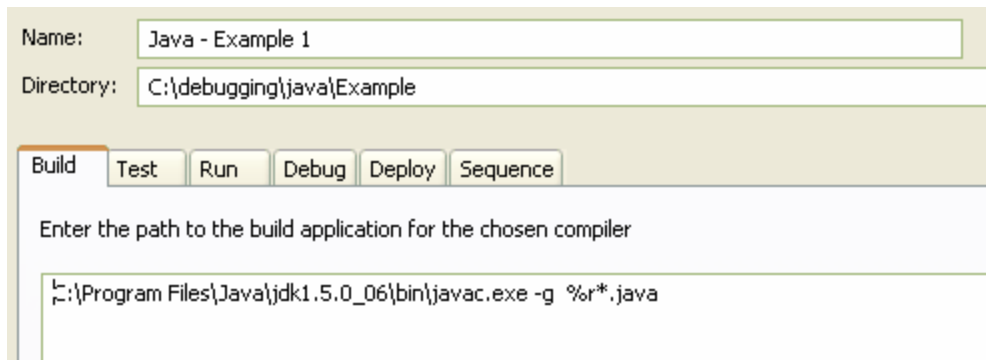 Name: Java - Example 1
Directory: C:\debugging\java\Example
Build Test Run Debug Deploy Sequence
Enter the path to the build application for the chosen compiler
C:\Program Files\Java\jdk1.5.0_06\bin\javac.exe -g  %r*.java